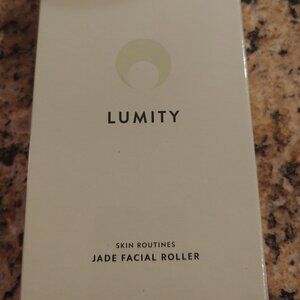 LUMITY
SKIN ROUTINES
JADE FACIAL ROLLER